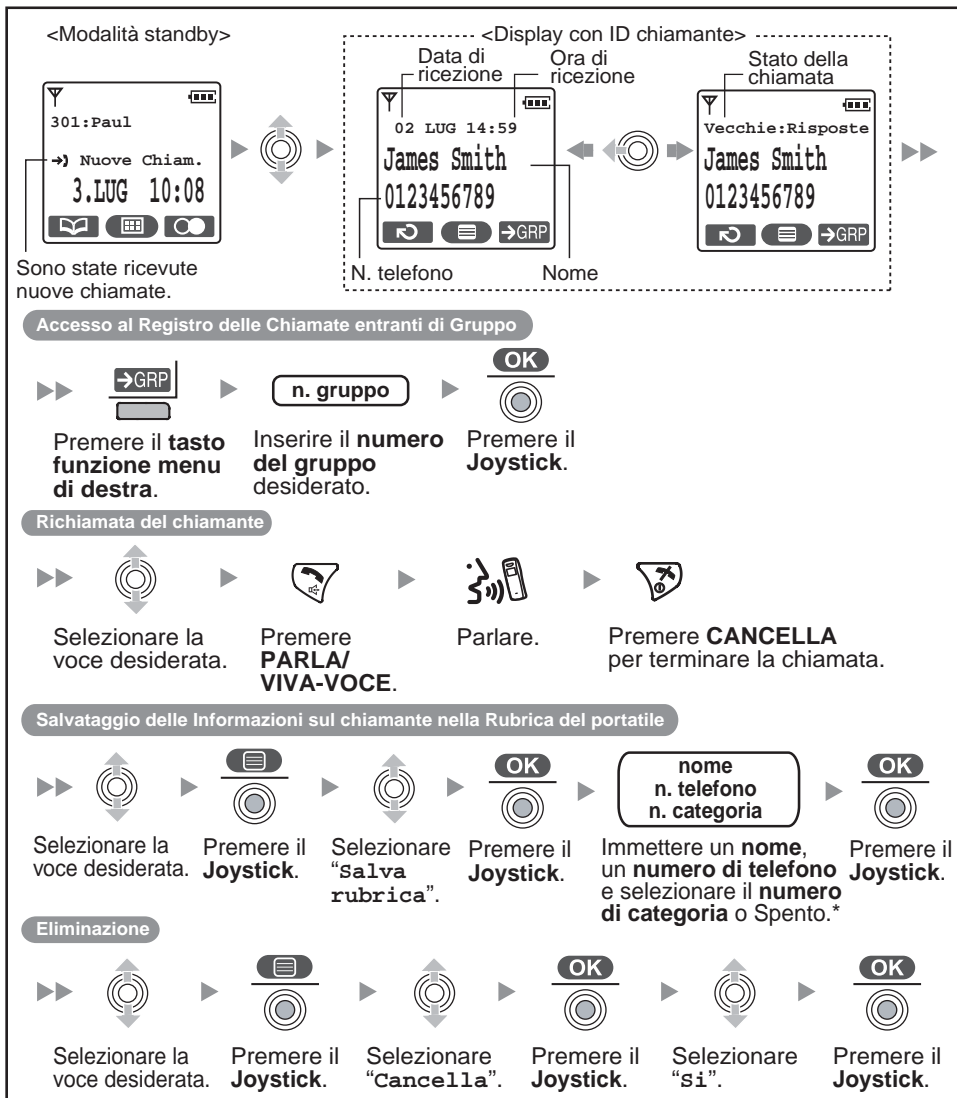 <Modalità standby>
<Display con ID chiamante>
Data di
ricezione
Ora di
ricezione
Stato della
chiamata
301:Paul
Nuove Chiam.
3.LUG 10:08
02 LUG 14:59
James Smith
0123456789
GRP
Vecchie:Risposte
James Smith
0123456789
GRP
Sono state ricevute
nuove chiamate.
N. telefono
Nome
Accesso al Registro delle Chiamate entranti di Gruppo
GRP
n. gruppo
OK
Premere il tasto
funzione menu
di destra.
Inserire il numero
del gruppo
desiderato.
Premere il
Joystick.
Richiamata del chiamante
Selezionare la
voce desiderata.
Premere
PARLA/
VIVA-VOCE.
Parlare.
Premere CANCELLA
per terminare la chiamata.
Salvataggio delle Informazioni sul chiamante nella Rubrica del portatile
OK
nome
n. telefono
n. categoria
OK
Selezionare la
voce desiderata.
Premere il
Joystick.
Selezionare
“Salva
rubrica”.
Premere il
Joystick.
Immettere un nome,
un numero di telefono
e selezionare il numero
di categoria o Spento.*
Premere il
Joystick.
Eliminazione
OK
OK
Selezionare la
voce desiderata.
Premere il
Joystick.
Selezionare
“Cancella”.
Premere il
Joystick.
Selezionare
“Si”.
Premere il
Joystick.